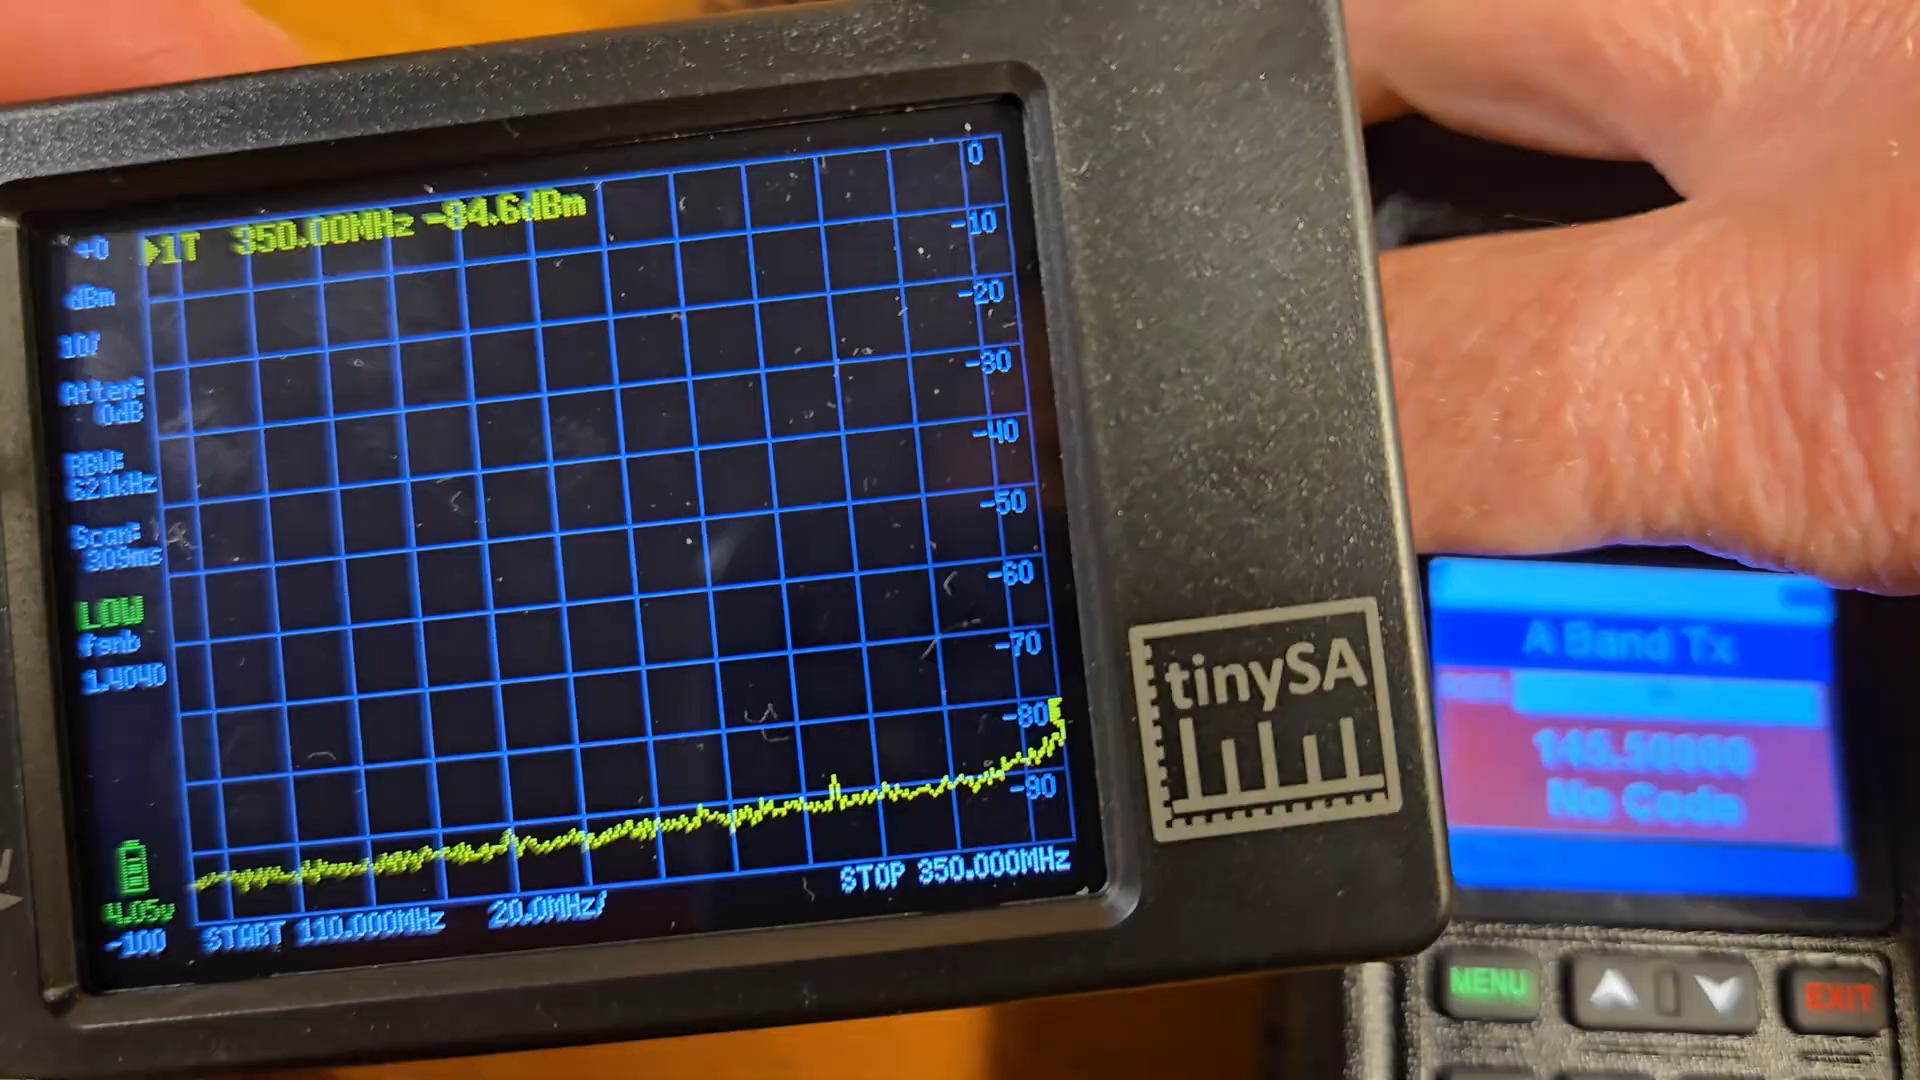 1T 350.00MHz -84.6dBm
+0
dBm
10/
Atten:
0dB
RBW:
621kHz
Scan:
309ms
LOW
fsnb
1.4040
4.05v
-100
0
-10
-20
-30
-40
-50
-60
-70
-80
-90
START 110.000MHz
20.0MHz/
STOP 350.000MHz
tinySA
A Band Tx
145.50000
No Code
MENU
EXIT